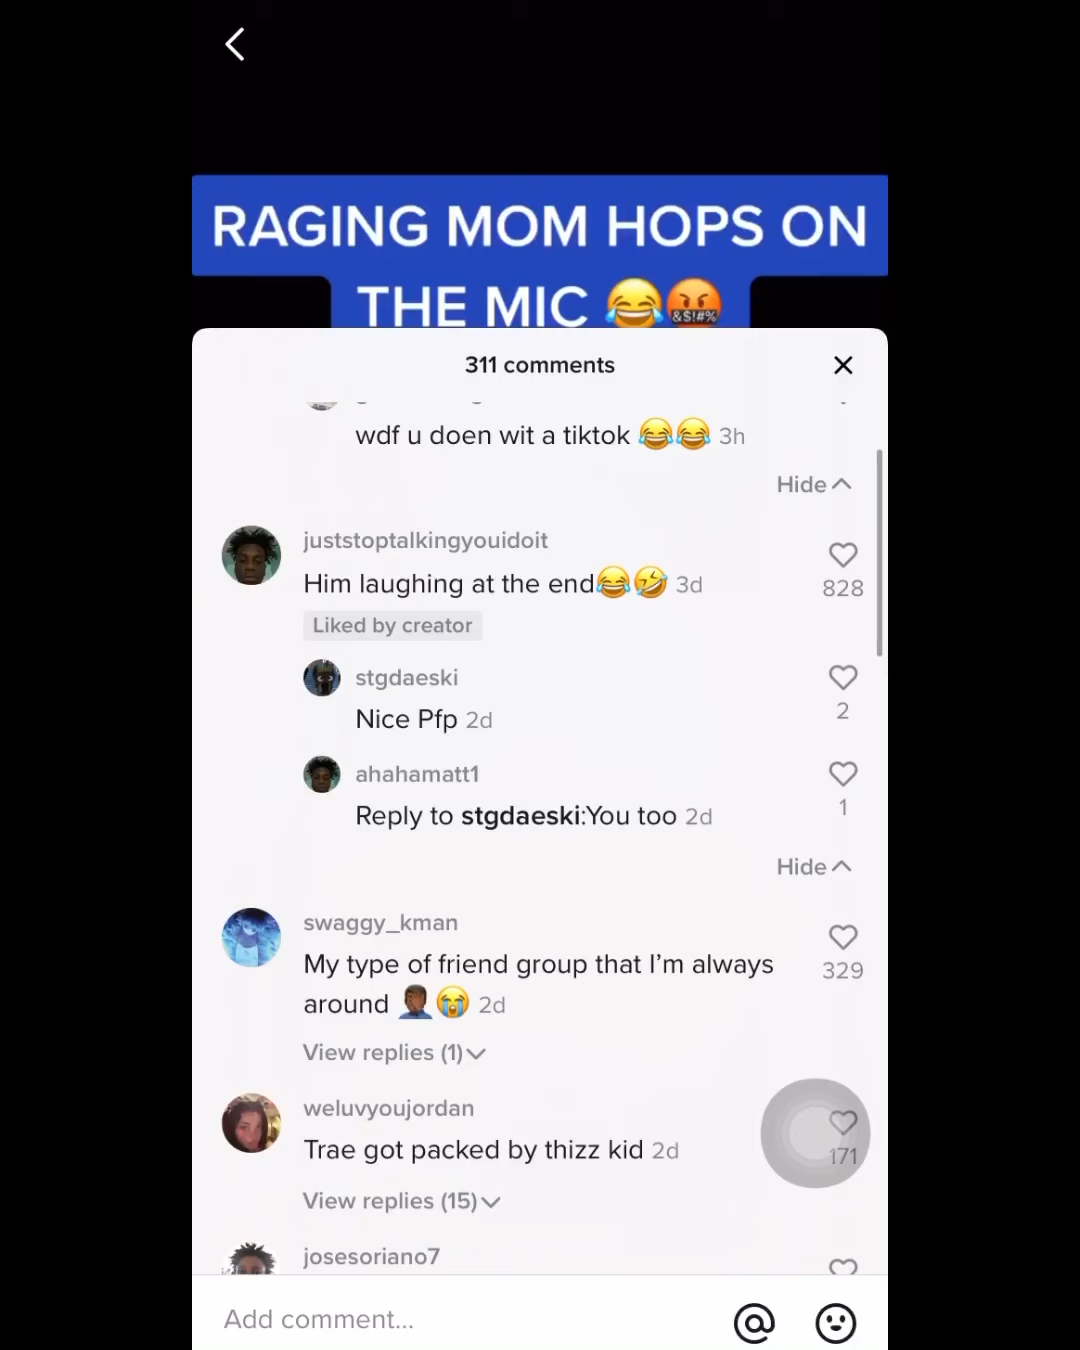 RAGING MOM HOPS ON
THE MIC 😂🤬
311 comments
wdf u doen wit a tiktok 😂😂 3h
Hide
juststoptalkingyouidoit
Him laughing at the end😂🤣 3d
828
Liked by creator
stgdaeski
Nice Pfp 2d
2
ahahamatt1
Reply to stgdaeski:You too 2d
1
Hide
swaggy_kman
My type of friend group that I’m always
around 🤦🏾‍♂️😭 2d
329
View replies (1)
weluvyoujordan
Trae got packed by thizz kid 2d
171
View replies (15)
josesoriano7
Add comment...